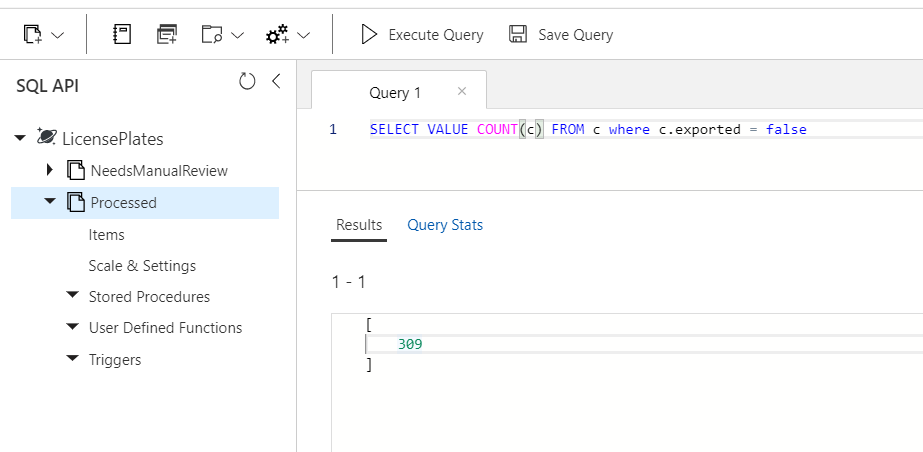 Execute Query Save Query
SQL API
Query 1
1 SELECT VALUE COUNT(c) FROM c where c.exported = false
LicensePlates
NeedsManualReview
Processed
Items
Scale & Settings
Stored Procedures
User Defined Functions
Triggers
Results Query Stats
1 - 1
[
309
]